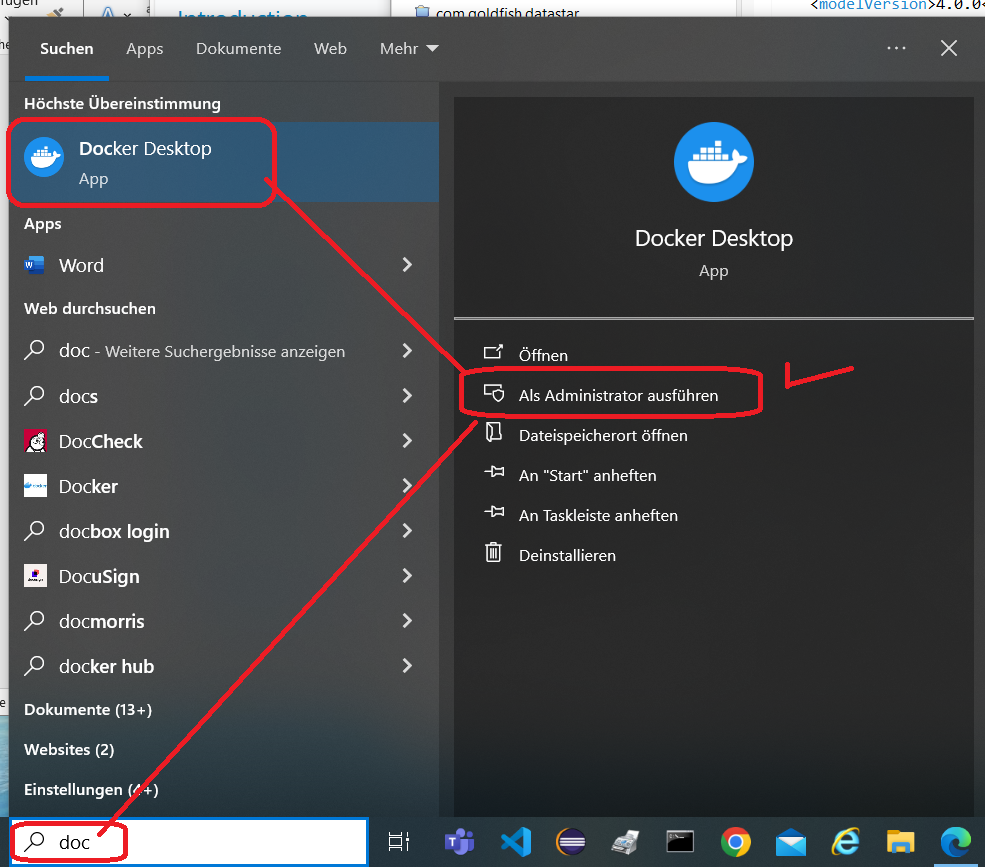 Introduction
com.goldfish.datastar
<modelVersion>4.0.0<
Suchen Apps Dokumente Web Mehr
Höchste Übereinstimmung
Docker Desktop
App
Apps
Word
Web durchsuchen
doc - Weitere Suchergebnisse anzeigen
docs
DocCheck
Docker
docbox login
DocuSign
docmorris
docker hub
Dokumente (13+)
Websites (2)
Einstellungen (4+)
doc
Docker Desktop
App
Öffnen
Als Administrator ausführen
Dateispeicherort öffnen
An "Start" anheften
An Taskleiste anheften
Deinstallieren